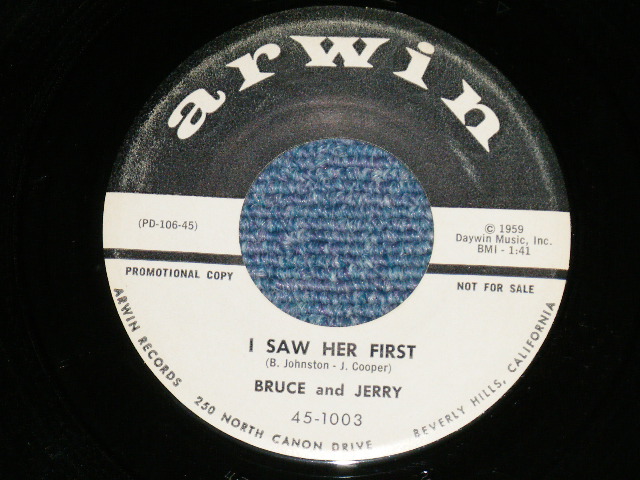 arwin
(PD-106-45)
© 1959
Daywin Music, Inc.
BMI - 1:41
PROMOTIONAL COPY
NOT FOR SALE
I SAW HER FIRST
(B. Johnston - J. Cooper)
BRUCE and JERRY
45-1003
ARWIN RECORDS 250 NORTH CANON DRIVE BEVERLY HILLS, CALIFORNIA